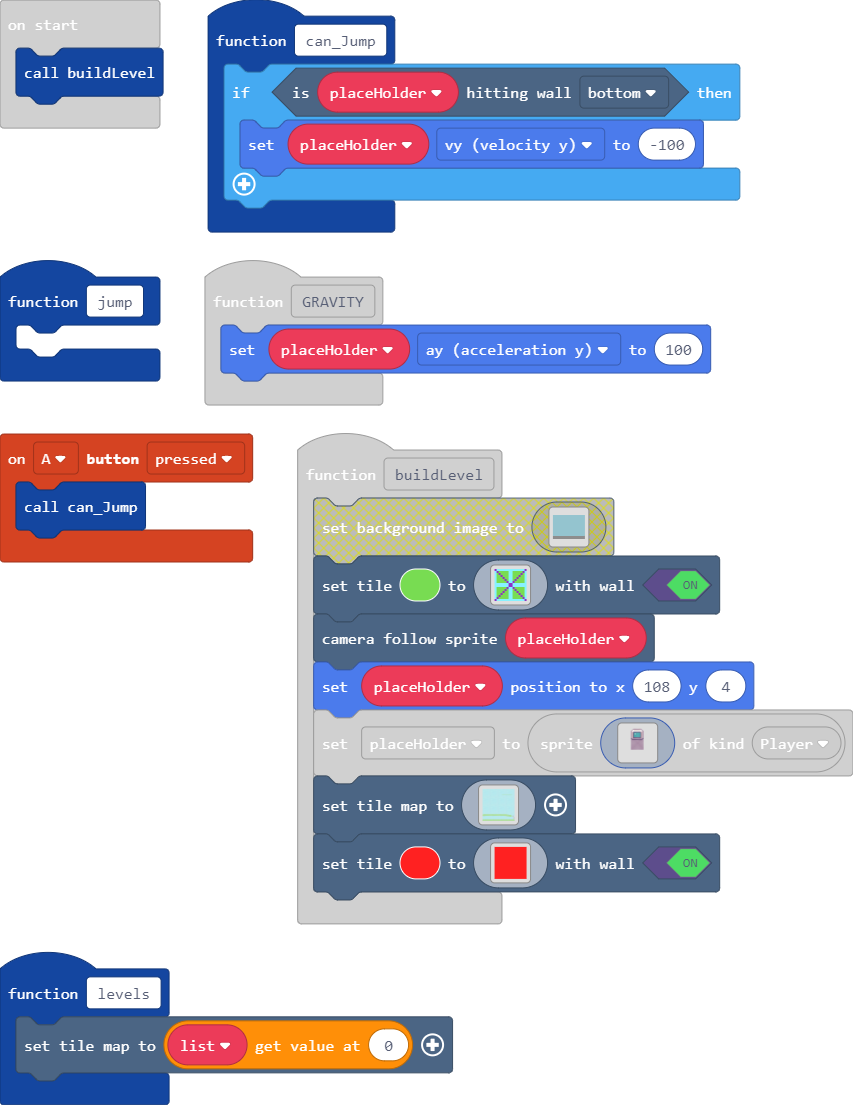 on start
call buildLevel
function can_Jump
if is placeHolder hitting wall bottom then
set placeHolder vy (velocity y) to -100
function jump
function GRAVITY
set placeHolder ay (acceleration y) to 100
on A button pressed
call can_Jump
function buildLevel
set background image to
set tile to with wall ON
camera follow sprite placeHolder
set placeHolder position to x 108 y 4
set placeHolder to sprite of kind Player
set tile map to
set tile to with wall ON
function levels
set tile map to list get value at 0